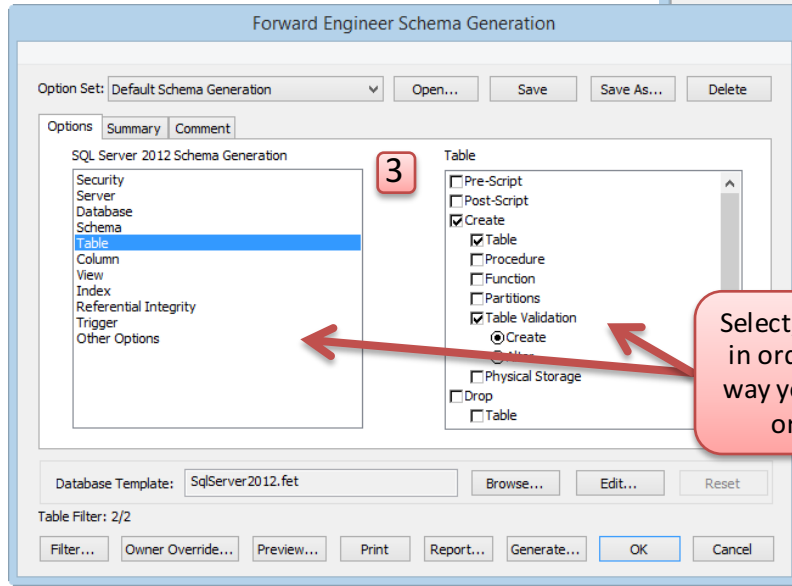 Forward Engineer Schema Generation
Option Set: Default Schema Generation Open... Save Save As... Delete
Options Summary Comment
SQL Server 2012 Schema Generation
Security
Server
Database
Schema
Table
Column
View
Index
Referential Integrity
Trigger
Other Options
3
Table
Pre-Script
Post-Script
Create
Table
Procedure
Function
Partitions
Table Validation
Create
Alter
Physical Storage
Drop
Table
Select
in ord
way yo
or
Database Template: SqlServer2012.fet Browse... Edit... Reset
Table Filter: 2/2
Filter... Owner Override... Preview... Print Report... Generate... OK Cancel